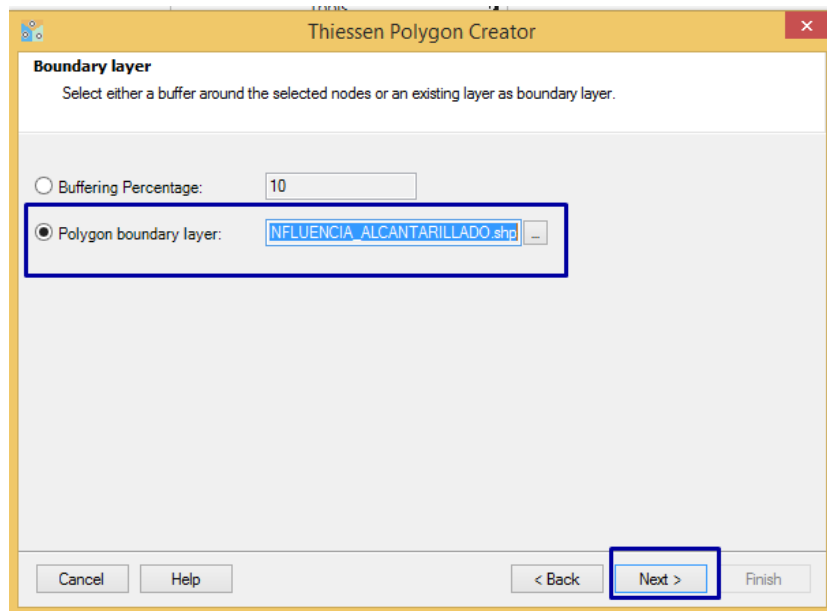 Tools
Thiessen Polygon Creator
Boundary layer
Select either a buffer around the selected nodes or an existing layer as boundary layer.
Buffering Percentage: 10
Polygon boundary layer: NFLUENCIA_ALCANTARILLADO.shp ...
Cancel Help < Back Next > Finish